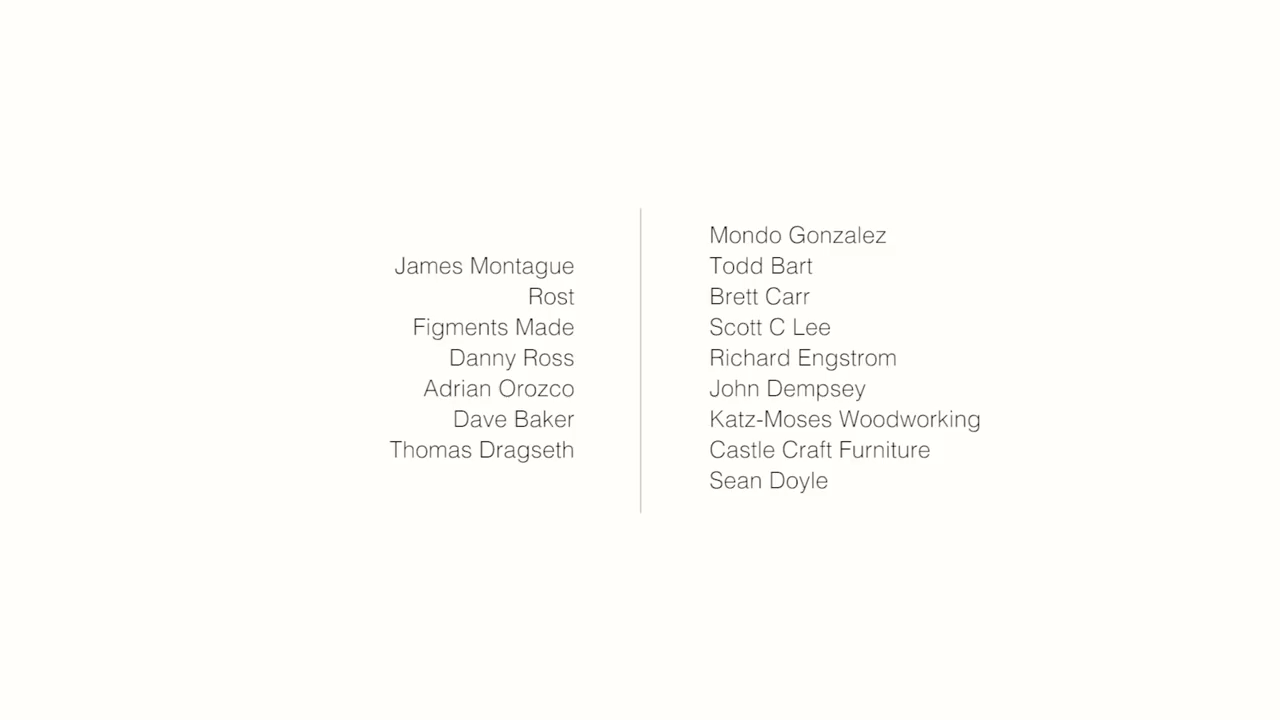 James Montague
Rost
Figments Made
Danny Ross
Adrian Orozco
Dave Baker
Thomas Dragseth
Mondo Gonzalez
Todd Bart
Brett Carr
Scott C Lee
Richard Engstrom
John Dempsey
Katz-Moses Woodworking
Castle Craft Furniture
Sean Doyle